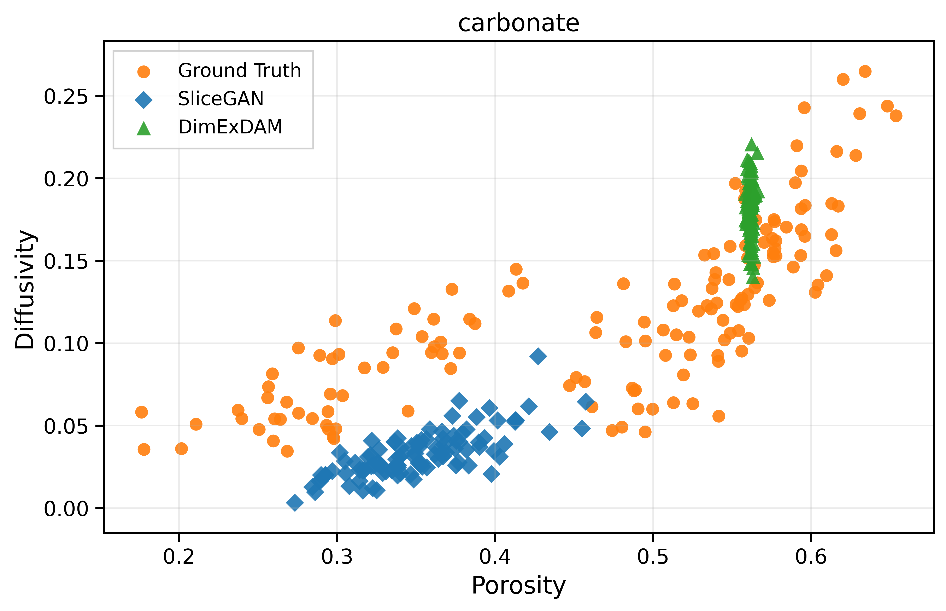 carbonate
Ground Truth
SliceGAN
DimExDAM
Diffusivity
0.25
0.20
0.15
0.10
0.05
0.00
0.2 0.3 0.4 0.5 0.6
Porosity